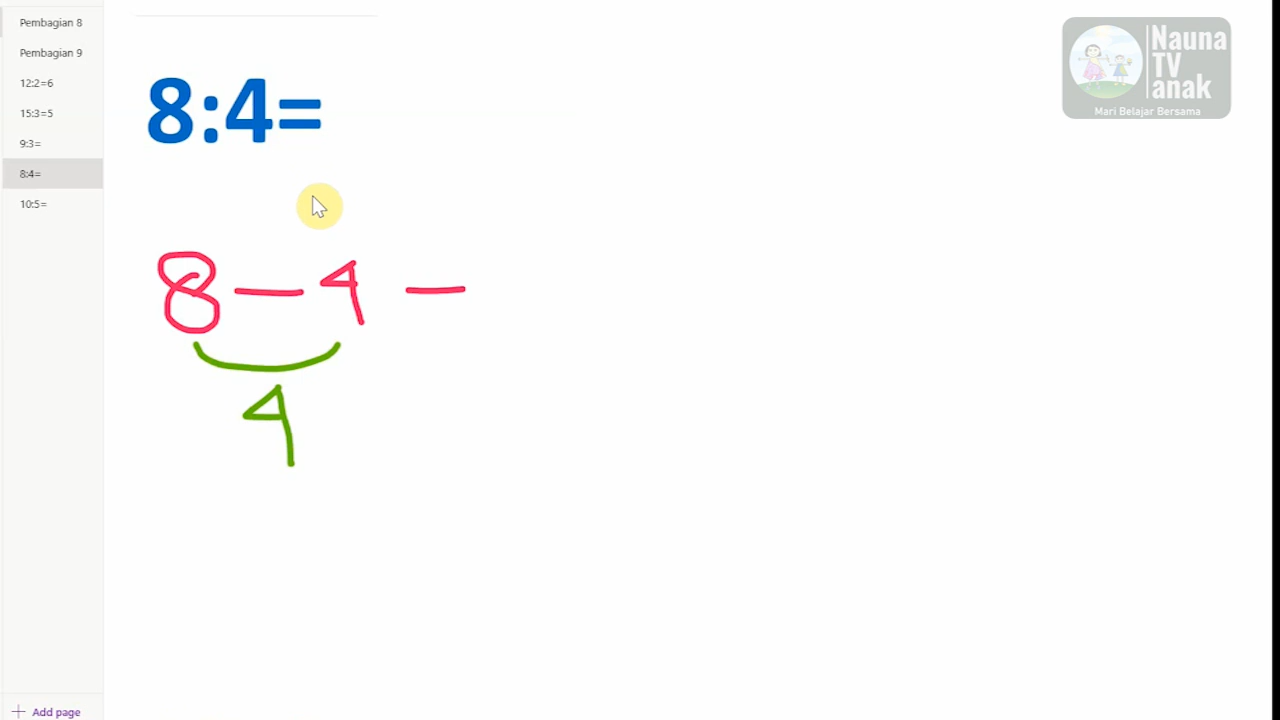 Pembagian 8
Pembagian 9
12:2=6
15:3=5
9:3=
8:4=
10:5=
Add page
8:4=
8 — 4 —
4
Nauna
TV
anak
Mari Belajar Bersama